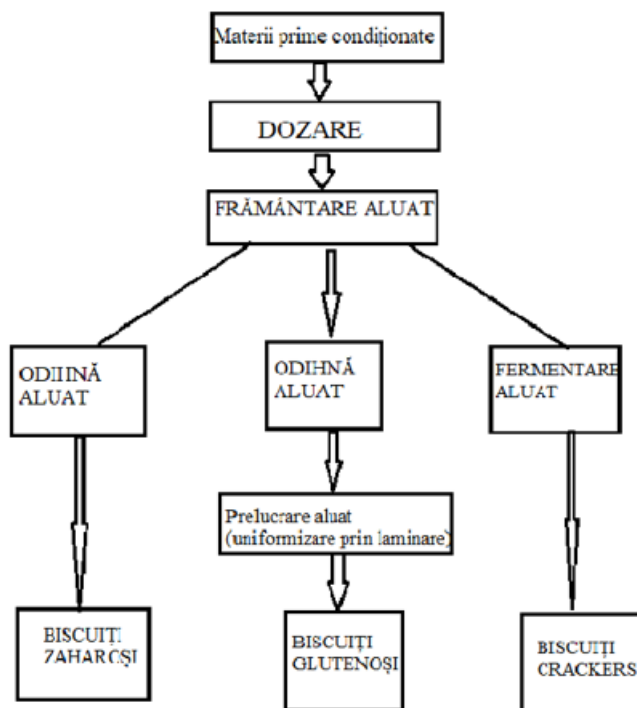 Materii prime condiționate
DOZARE
FRĂMÂNTARE ALUAT
ODIHNĂ
ALUAT
ODIHNĂ
ALUAT
FERMENTARE
ALUAT
Prelucrare aluat
(uniformizare prin laminare)
BISCUIȚI
ZAHAROȘI
BISCUIȚI
GLUTENOȘI
BISCUIȚI
CRACKERS